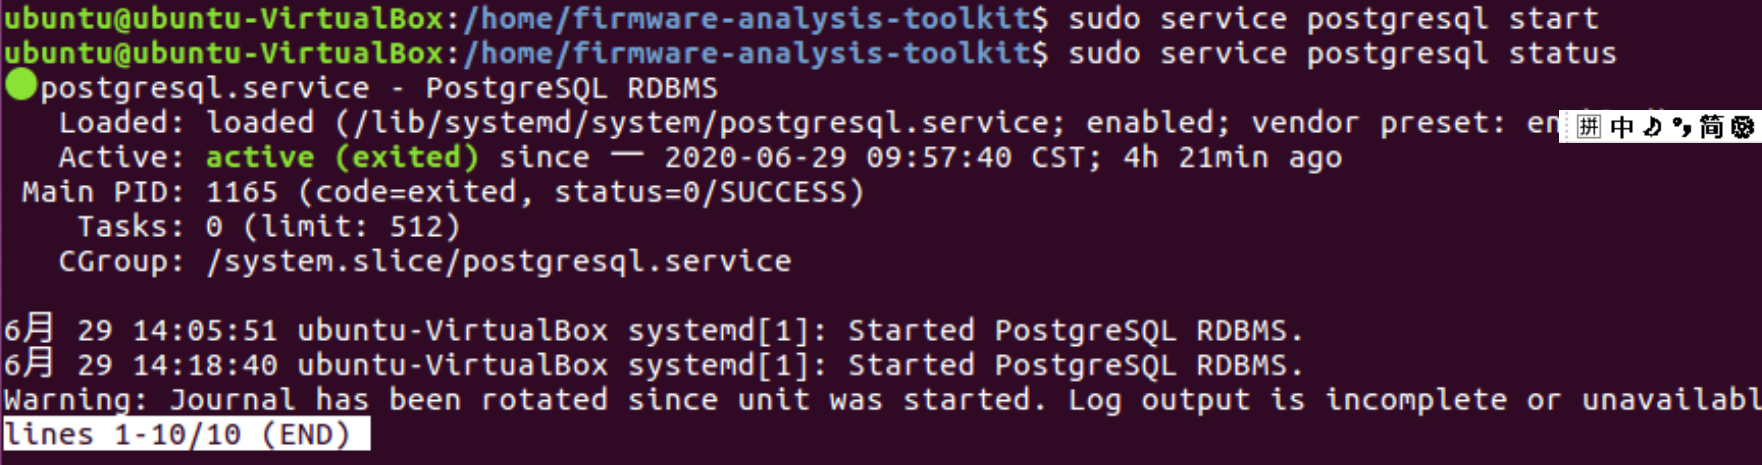 ubuntu@ubuntu-VirtualBox:/home/firmware-analysis-toolkit$ sudo service postgresql start
ubuntu@ubuntu-VirtualBox:/home/firmware-analysis-toolkit$ sudo service postgresql status
●postgresql.service - PostgreSQL RDBMS
   Loaded: loaded (/lib/systemd/system/postgresql.service; enabled; vendor preset: en
拼 中 简
   Active: active (exited) since 一 2020-06-29 09:57:40 CST; 4h 21min ago
 Main PID: 1165 (code=exited, status=0/SUCCESS)
    Tasks: 0 (limit: 512)
   CGroup: /system.slice/postgresql.service
6月 29 14:05:51 ubuntu-VirtualBox systemd[1]: Started PostgreSQL RDBMS.
6月 29 14:18:40 ubuntu-VirtualBox systemd[1]: Started PostgreSQL RDBMS.
Warning: Journal has been rotated since unit was started. Log output is incomplete or unavailabl
lines 1-10/10 (END)